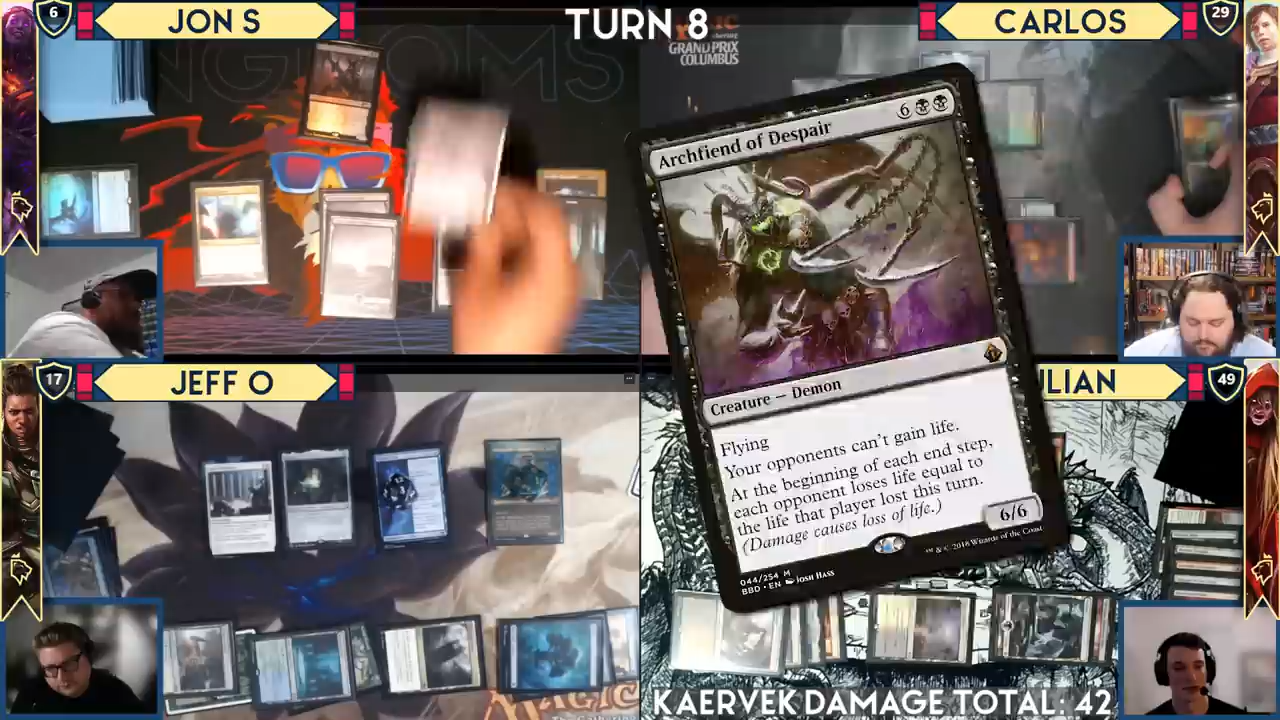 6
JON S
TURN 8
CARLOS
29
GRAND PRIX
COLUMBUS
Archfiend of Despair
6
Creature — Demon
Flying
Your opponents can't gain life.
At the beginning of each end step,
each opponent loses life equal to
the life that player lost this turn.
(Damage causes loss of life.)
6/6
044/254 M
BBD • EN JOSH HASS
™ & © 2018 Wizards of the Coast
17
JEFF O
LIAN
49
KAERVEK DAMAGE TOTAL: 42